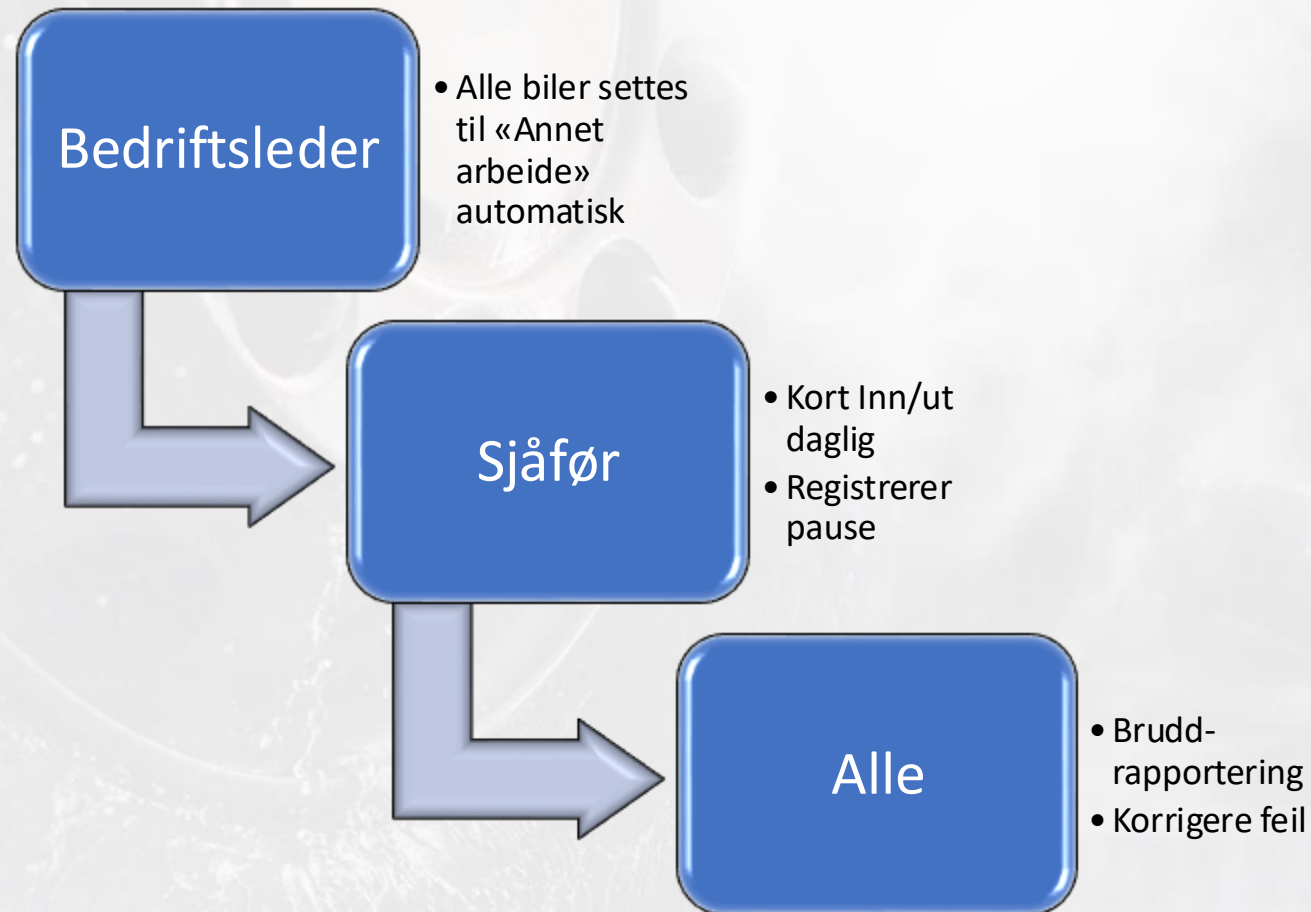 Bedriftsleder
• Alle biler settes
til «Annet
arbeide»
automatisk
Sjåfør
• Kort Inn/ut
daglig
• Registrerer
pause
Alle
• Brudd-
rapportering
• Korrigere feil